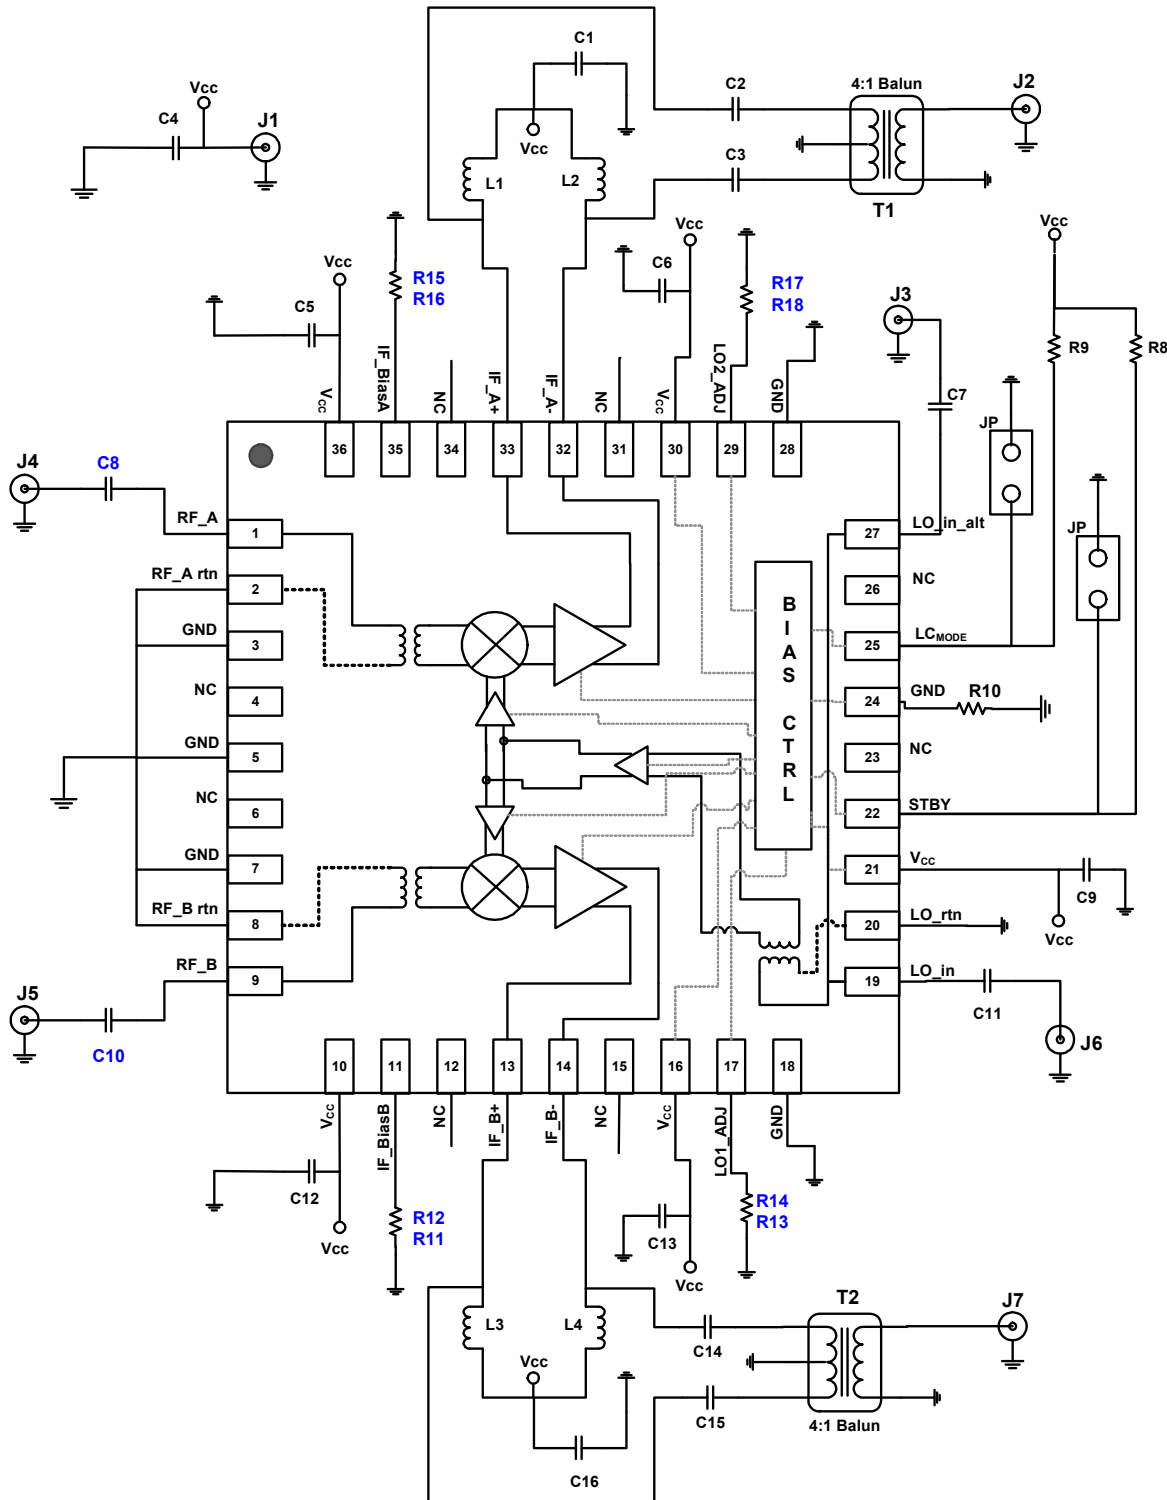 C1
C2
4:1 Balun
J2
Vcc
C4
J1
Vcc
L1
L2
C3
T1
Vcc
Vcc
Vcc
C6
R15
R16
R17
R18
C5
J3
R9
R8
C7
JP
JP
VCC
IF_BiasA
NC
IF_A+
IF_A-
NC
VCC
LO2_ADJ
GND
36
35
34
33
32
31
30
29
28
J4
C8
RF_A
1
RF_A rtn
2
GND
3
NC
4
GND
5
NC
6
GND
7
RF_B rtn
8
RF_B
9
J5
C10
BIAS CTRL
27
LO_in_alt
26
NC
25
LCMODE
24
GND
R10
23
NC
22
STBY
21
VCC
C9
Vcc
20
LO_rtn
19
LO_in
C11
J6
10
11
12
13
14
15
16
17
18
VCC
IF_BiasB
NC
IF_B+
IF_B-
NC
VCC
LO1_ADJ
GND
C12
Vcc
R12
R11
C13
Vcc
R14
R13
L3
L4
Vcc
C14
T2
J7
C15
4:1 Balun
C16